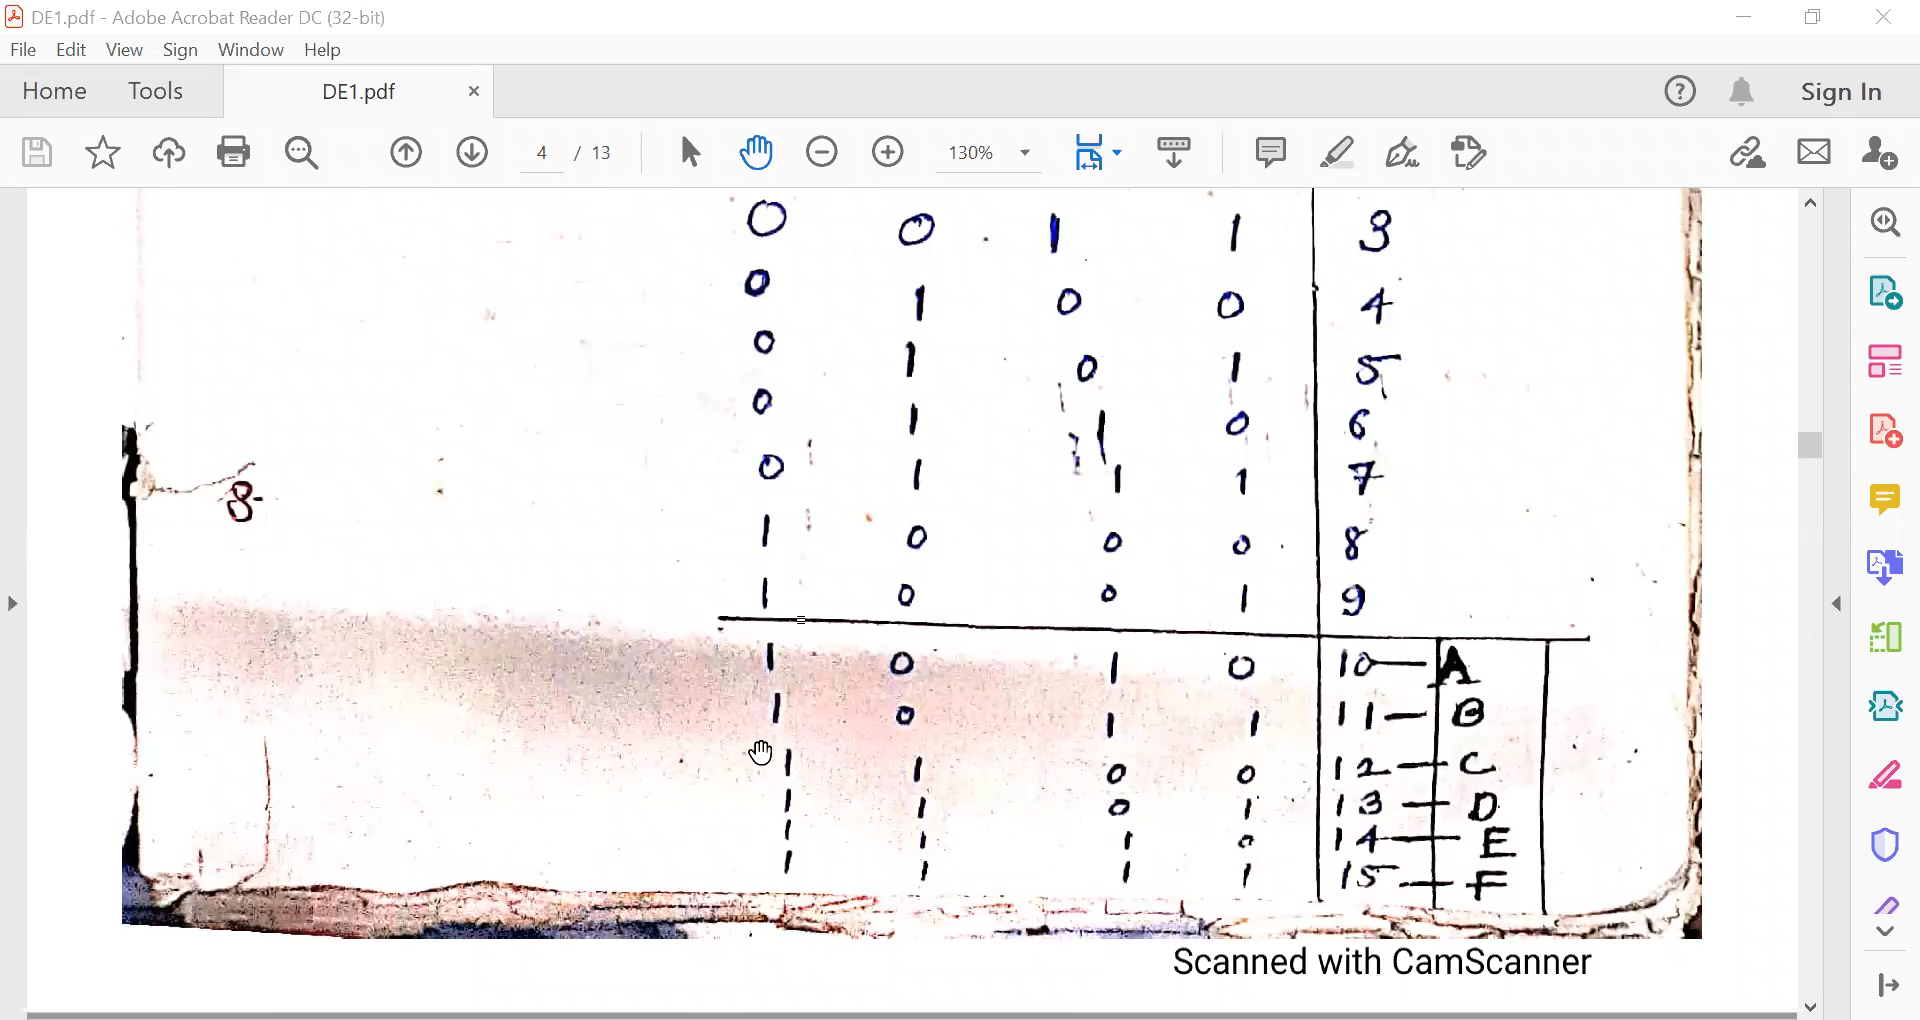 DE1.pdf - Adobe Acrobat Reader DC (32-bit)
File Edit View Sign Window Help
Home Tools DE1.pdf × Sign In
4 / 13 130%
0 0 1 1 3
0 1 0 0 4
0 1 0 1 5
0 1 1 0 6
0 1 1 1 7
8-
1 0 0 0 8
1 0 0 1 9
1 0 1 0 10 — A
1 0 1 1 11 — B
1 1 0 0 12 — C
1 1 0 1 13 — D
1 1 1 0 14 — E
1 1 1 1 15 — F
Scanned with CamScanner